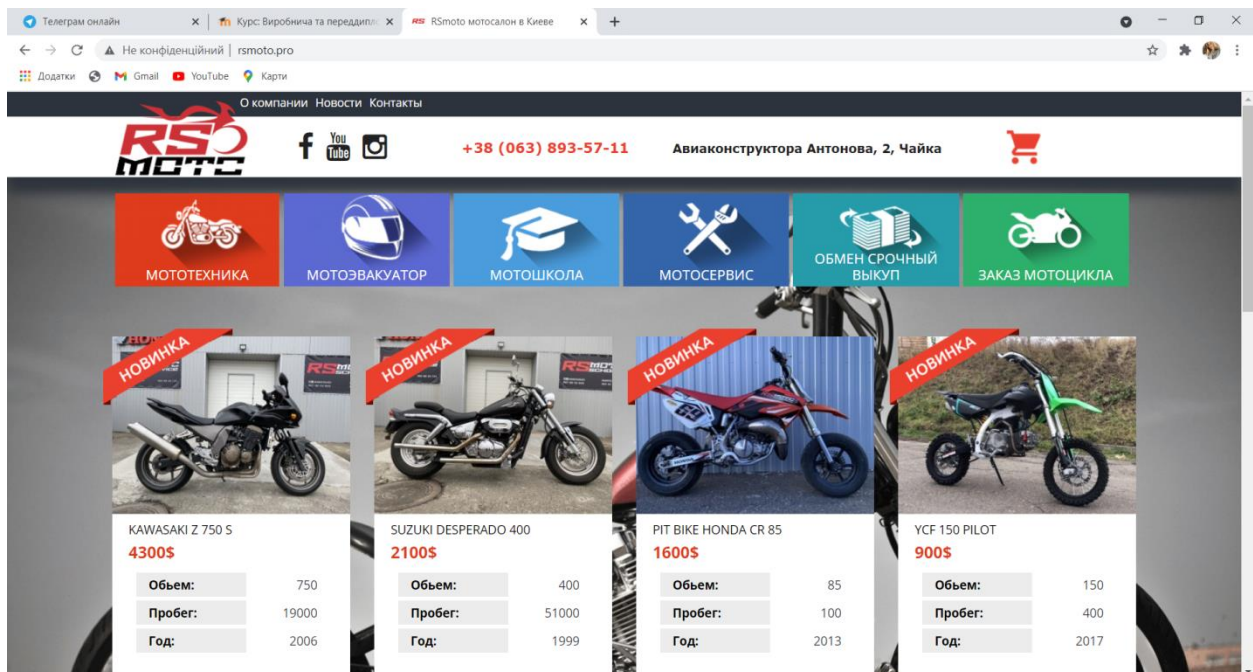 Телеграм онлайн
Курс: Виробнича та переддипл
RS RSmoto мотосалон в Киеве
Не конфіденційний
rsmoto.pro
Додатки
Gmail
YouTube
Карти
О компании Новости Контакты
RS
МОТО
f You Tube
+38 (063) 893-57-11
Авиаконструктора Антонова, 2, Чайка
МОТОТЕХНИКА
МОТОЭВАКУАТОР
МОТОШКОЛА
МОТОСЕРВИС
ОБМЕН СРОЧНЫЙ
ВЫКУП
ЗАКАЗ МОТОЦИКЛА
НОВИНКА
НОВИНКА
НОВИНКА
НОВИНКА
KAWASAKI Z 750 S
4300$
Обьем: 750
Пробег: 19000
Год: 2006
SUZUKI DESPERADO 400
2100$
Обьем: 400
Пробег: 51000
Год: 1999
PIT BIKE HONDA CR 85
1600$
Обьем: 85
Пробег: 100
Год: 2013
YCF 150 PILOT
900$
Обьем: 150
Пробег: 400
Год: 2017